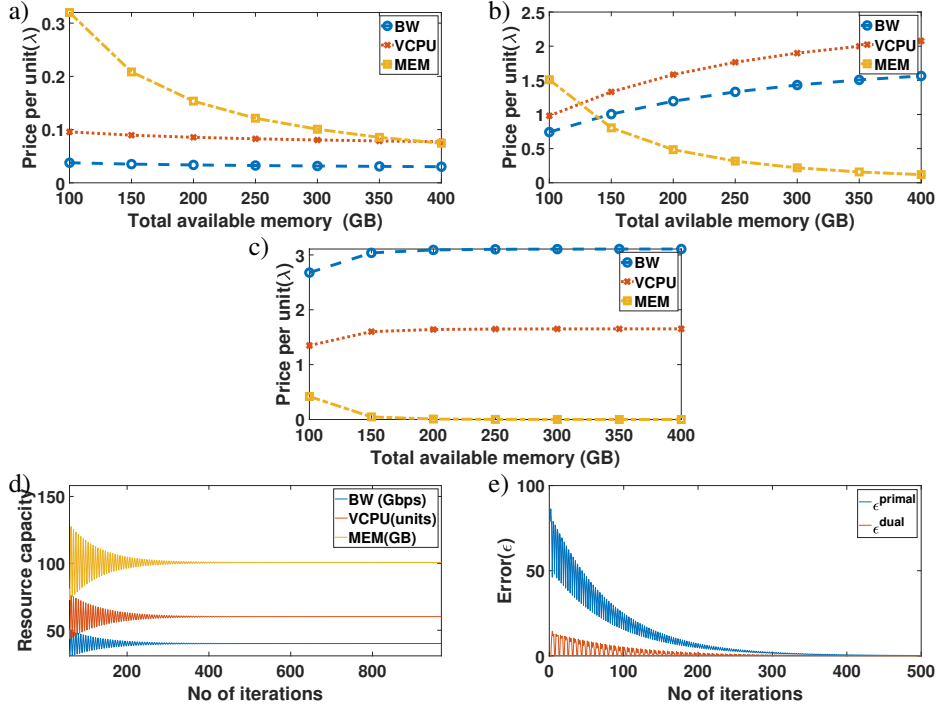 a)
Price per unit(λ)
0.3
0.2
0.1
0
BW
VCPU
MEM
100 150 200 250 300 350 400
Total available memory (GB)
b)
Price per unit(λ)
2.5
2
1.5
1
0.5
0
BW
VCPU
MEM
100 150 200 250 300 350 400
Total available memory (GB)
c)
Price per unit(λ)
3
2
1
0
BW
VCPU
MEM
100 150 200 250 300 350 400
Total available memory (GB)
d)
Resource capacity
150
100
50
BW (Gbps)
VCPU(units)
MEM(GB)
200 400 600 800
No of iterations
e)
Error(ϵ)
100
50
0
ϵprimal
ϵdual
0 100 200 300 400 500
No of iterations